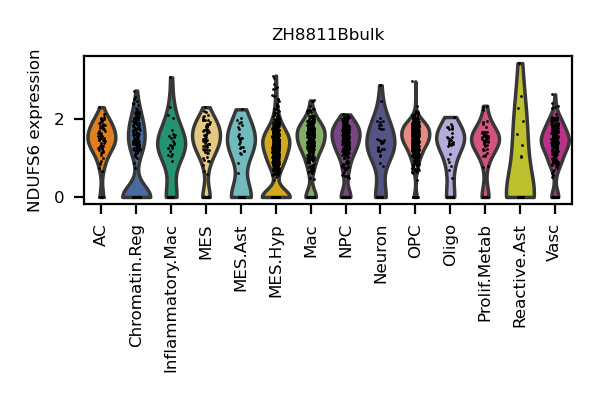 ZH8811Bbulk
NDUFS6 expression
2
0
AC
Chromatin.Reg
Inflammatory.Mac
MES
MES.Ast
MES.Hyp
Mac
NPC
Neuron
OPC
Oligo
Prolif.Metab
Reactive.Ast
Vasc